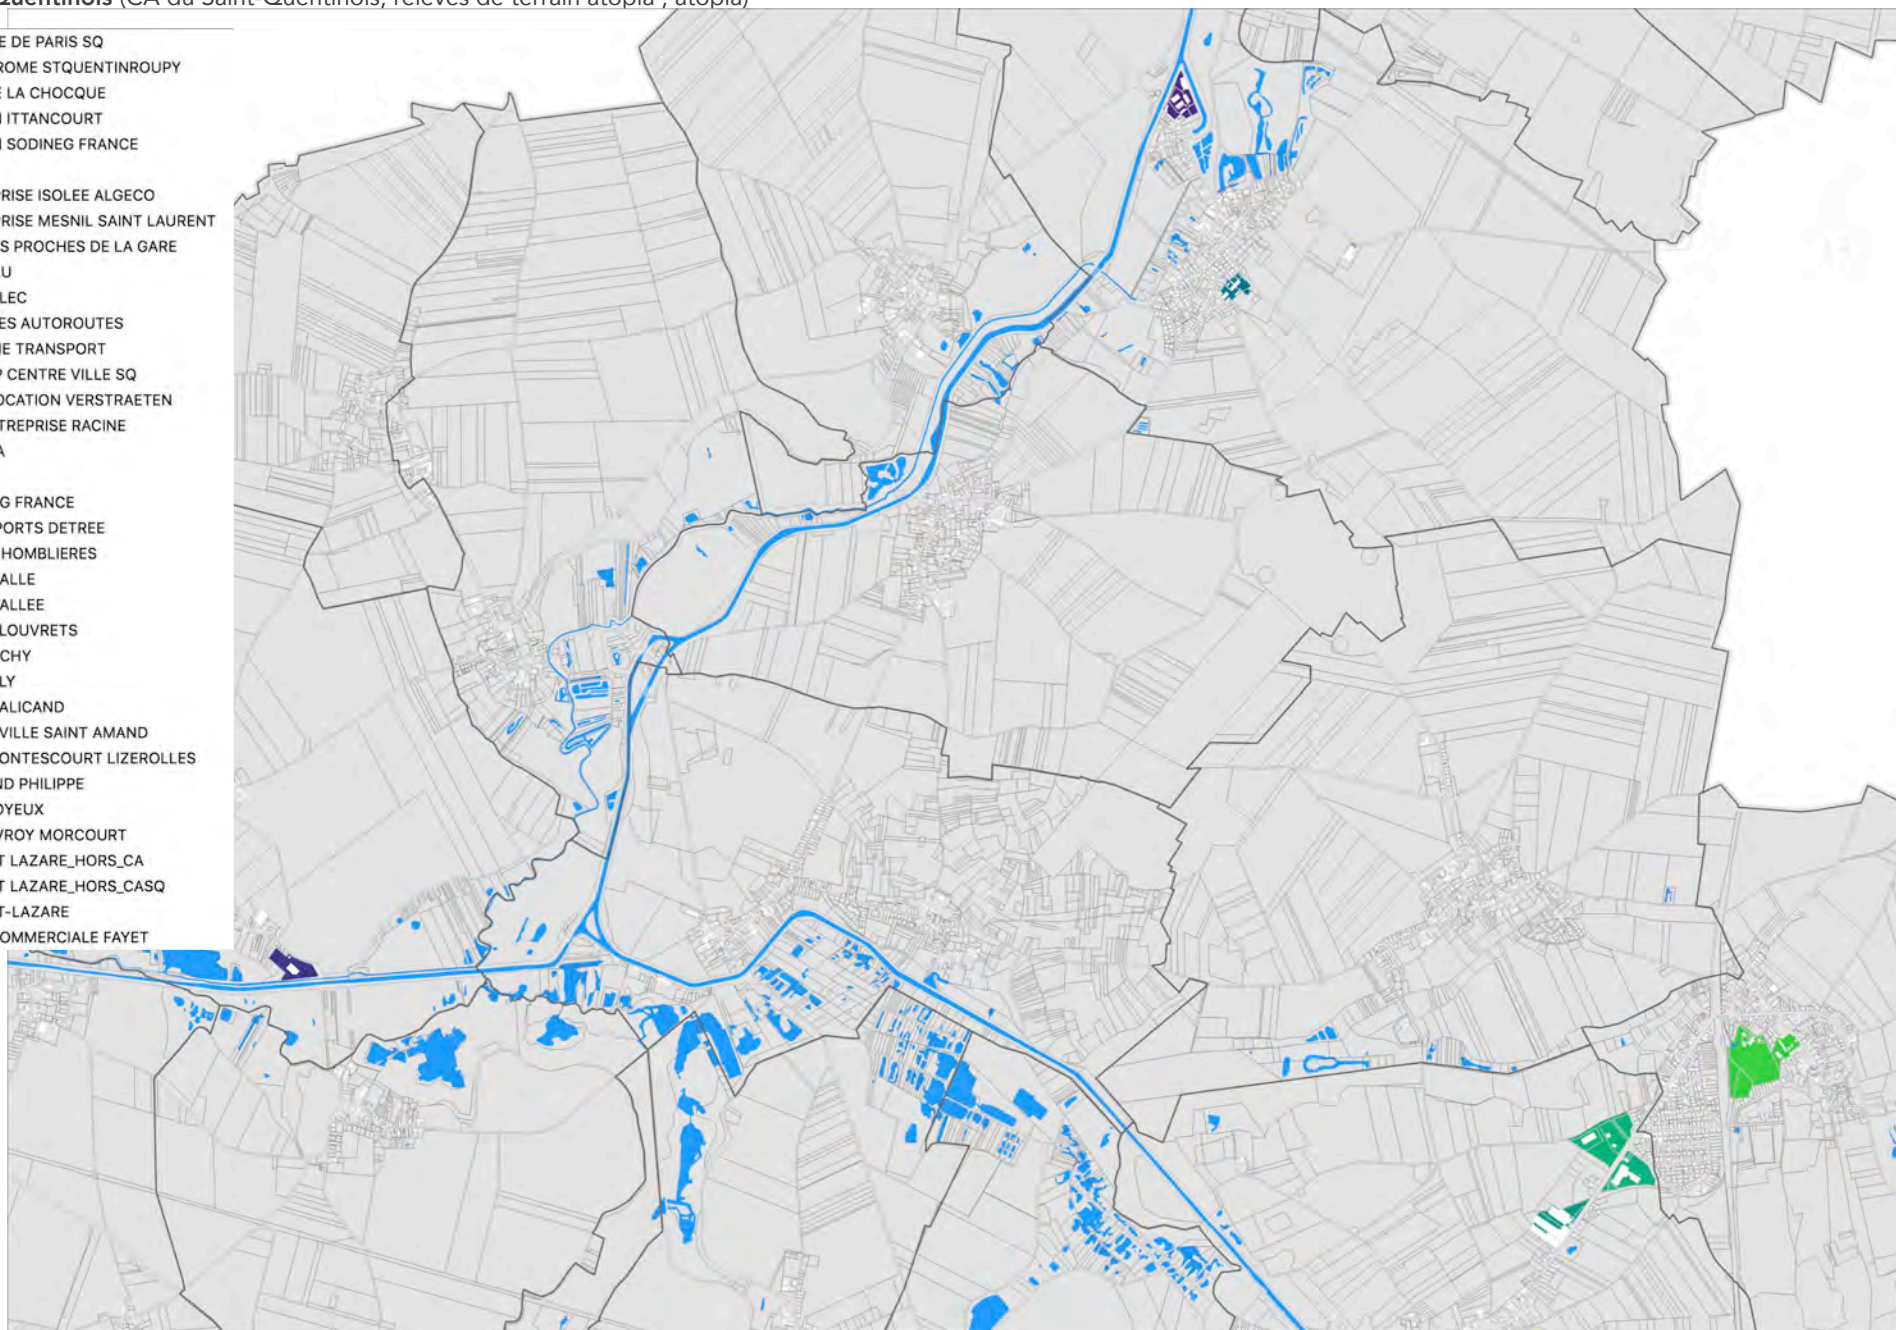 Quentinois (CA du Saint-Quentinois, relevés de terrain atopia ; atopia)
E DE PARIS SQ
ROME STQUENTINROUPY
E LA CHOCQUE
N ITTANCOURT
N SODINEG FRANCE
PRISE ISOLEE ALGECO
PRISE MESNIL SAINT LAURENT
S PROCHES DE LA GARE
U
LEC
ES AUTOROUTES
IE TRANSPORT
P CENTRE VILLE SQ
OCATION VERSTRAETEN
TREPRISE RACINE
A
G FRANCE
PORTS DETREE
HOMBLIERES
ALLE
ALLEE
LOUVRETS
CHY
LY
ALICAND
VILLE SAINT AMAND
ONTESCOURT LIZEROLLES
ND PHILIPPE
OYEUX
VROY MORCOURT
T LAZARE_HORS_CA
T LAZARE_HORS_CASQ
T-LAZARE
OMMERCIALE FAYET